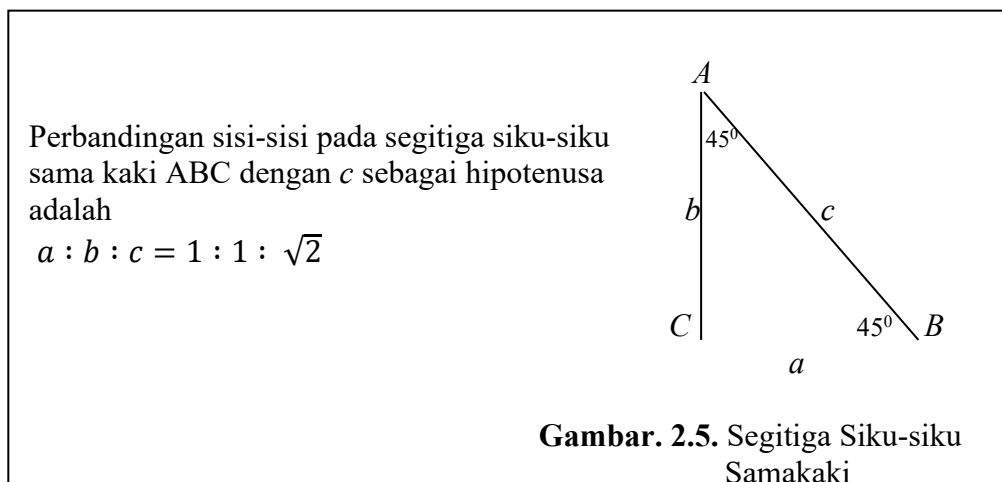 Perbandingan sisi-sisi pada segitiga siku-siku
sama kaki ABC dengan c sebagai hipotenusa
adalah
a : b : c = 1 : 1 : √2
A
45⁰
b
c
C
45⁰
B
a
Gambar. 2.5. Segitiga Siku-siku
Samakaki